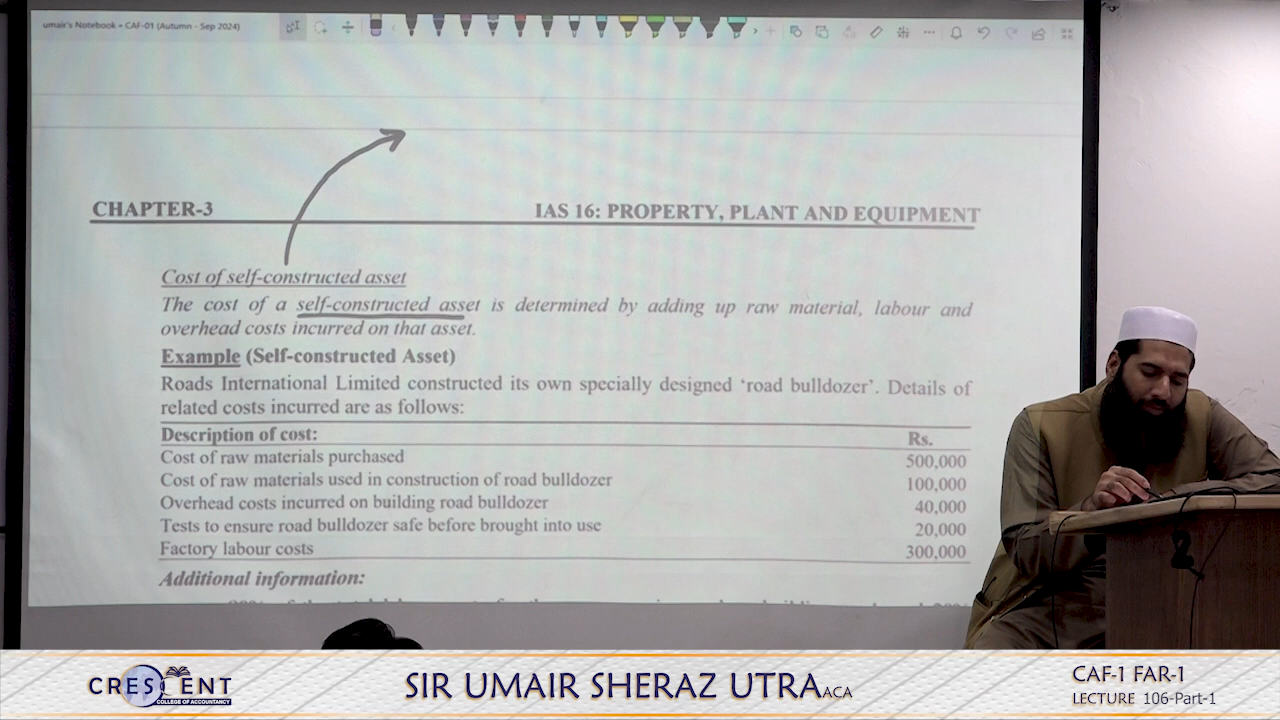 umair's Notebook » CAF-01 (Autumn - Sep 2024)
CHAPTER-3 IAS 16: PROPERTY, PLANT AND EQUIPMENT
Cost of self-constructed asset
The cost of a self-constructed asset is determined by adding up raw material, labour and
overhead costs incurred on that asset.
Example (Self-constructed Asset)
Roads International Limited constructed its own specially designed ‘road bulldozer’. Details of
related costs incurred are as follows:
Description of cost: Rs.
Cost of raw materials purchased 500,000
Cost of raw materials used in construction of road bulldozer 100,000
Overhead costs incurred on building road bulldozer 40,000
Tests to ensure road bulldozer safe before brought into use 20,000
Factory labour costs 300,000
Additional information:
CRESCENT
COLLEGE OF ACCOUNTANCY
SIR UMAIR SHERAZ UTRA ACA
CAF-1 FAR-1
LECTURE 106-Part-1